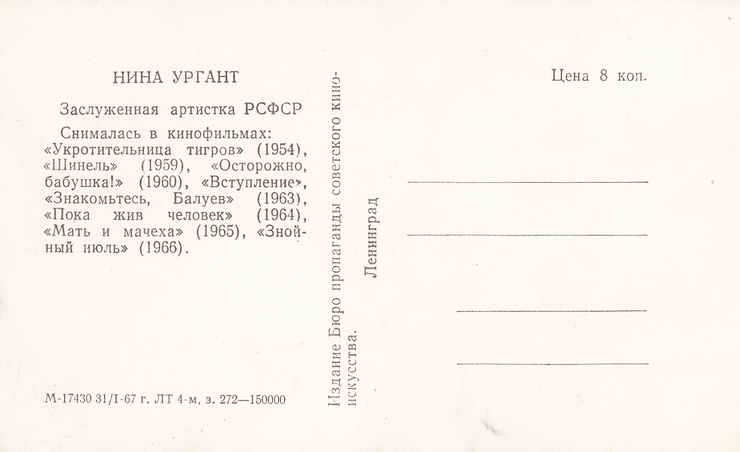 НИНА УРГАНТ
Заслуженная артистка РСФСР
Снималась в кинофильмах:
«Укротительница тигров» (1954),
«Шинель» (1959), «Осторожно,
бабушка!» (1960), «Вступление»,
«Знакомьтесь, Балуев» (1963),
«Пока жив человек» (1964),
«Мать и мачеха» (1965), «Зной-
ный июль» (1966).
М-17430 31/I-67 г. ЛТ 4-м, з. 272—150000
Издание Бюро пропаганды советского кино-
искусства.
Ленинград
Цена 8 коп.